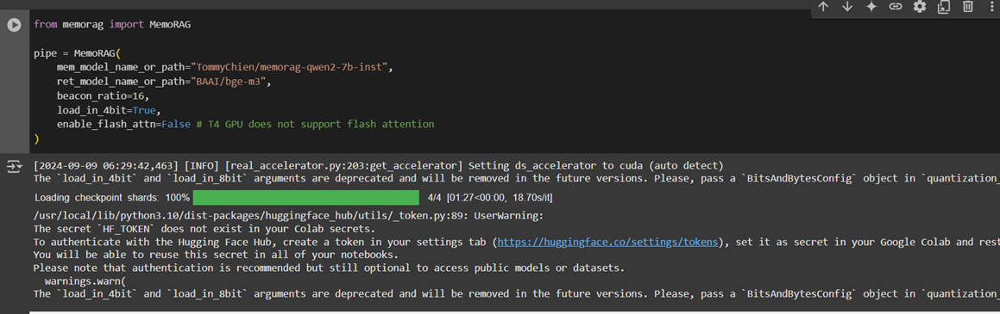 from memorag import MemoRAG
pipe = MemoRAG(
mem_model_name_or_path="TommyChien/memorag-qwen2-7b-inst",
ret_model_name_or_path="BAAI/bge-m3",
beacon_ratio=16,
load_in_4bit=True,
enable_flash_attn=False # T4 GPU does not support flash attention
)
[2024-09-09 06:29:42,463] [INFO] [real_accelerator.py:203:get_accelerator] Setting ds_accelerator to cuda (auto detect)
The `load_in_4bit` and `load_in_8bit` arguments are deprecated and will be removed in the future versions. Please, pass a `BitsAndBytesConfig` object in `quantization_
Loading checkpoint shards: 100% 4/4 [01:27<00:00, 18.70s/it]
/usr/local/lib/python3.10/dist-packages/huggingface_hub/utils/_token.py:89: UserWarning:
The secret `HF_TOKEN` does not exist in your Colab secrets.
To authenticate with the Hugging Face Hub, create a token in your settings tab (https://huggingface.co/settings/tokens), set it as secret in your Google Colab and rest
You will be able to reuse this secret in all of your notebooks.
Please note that authentication is recommended but still optional to access public models or datasets.
warnings.warn(
The `load_in_4bit` and `load_in_8bit` arguments are deprecated and will be removed in the future versions. Please, pass a `BitsAndBytesConfig` object in `quantization_